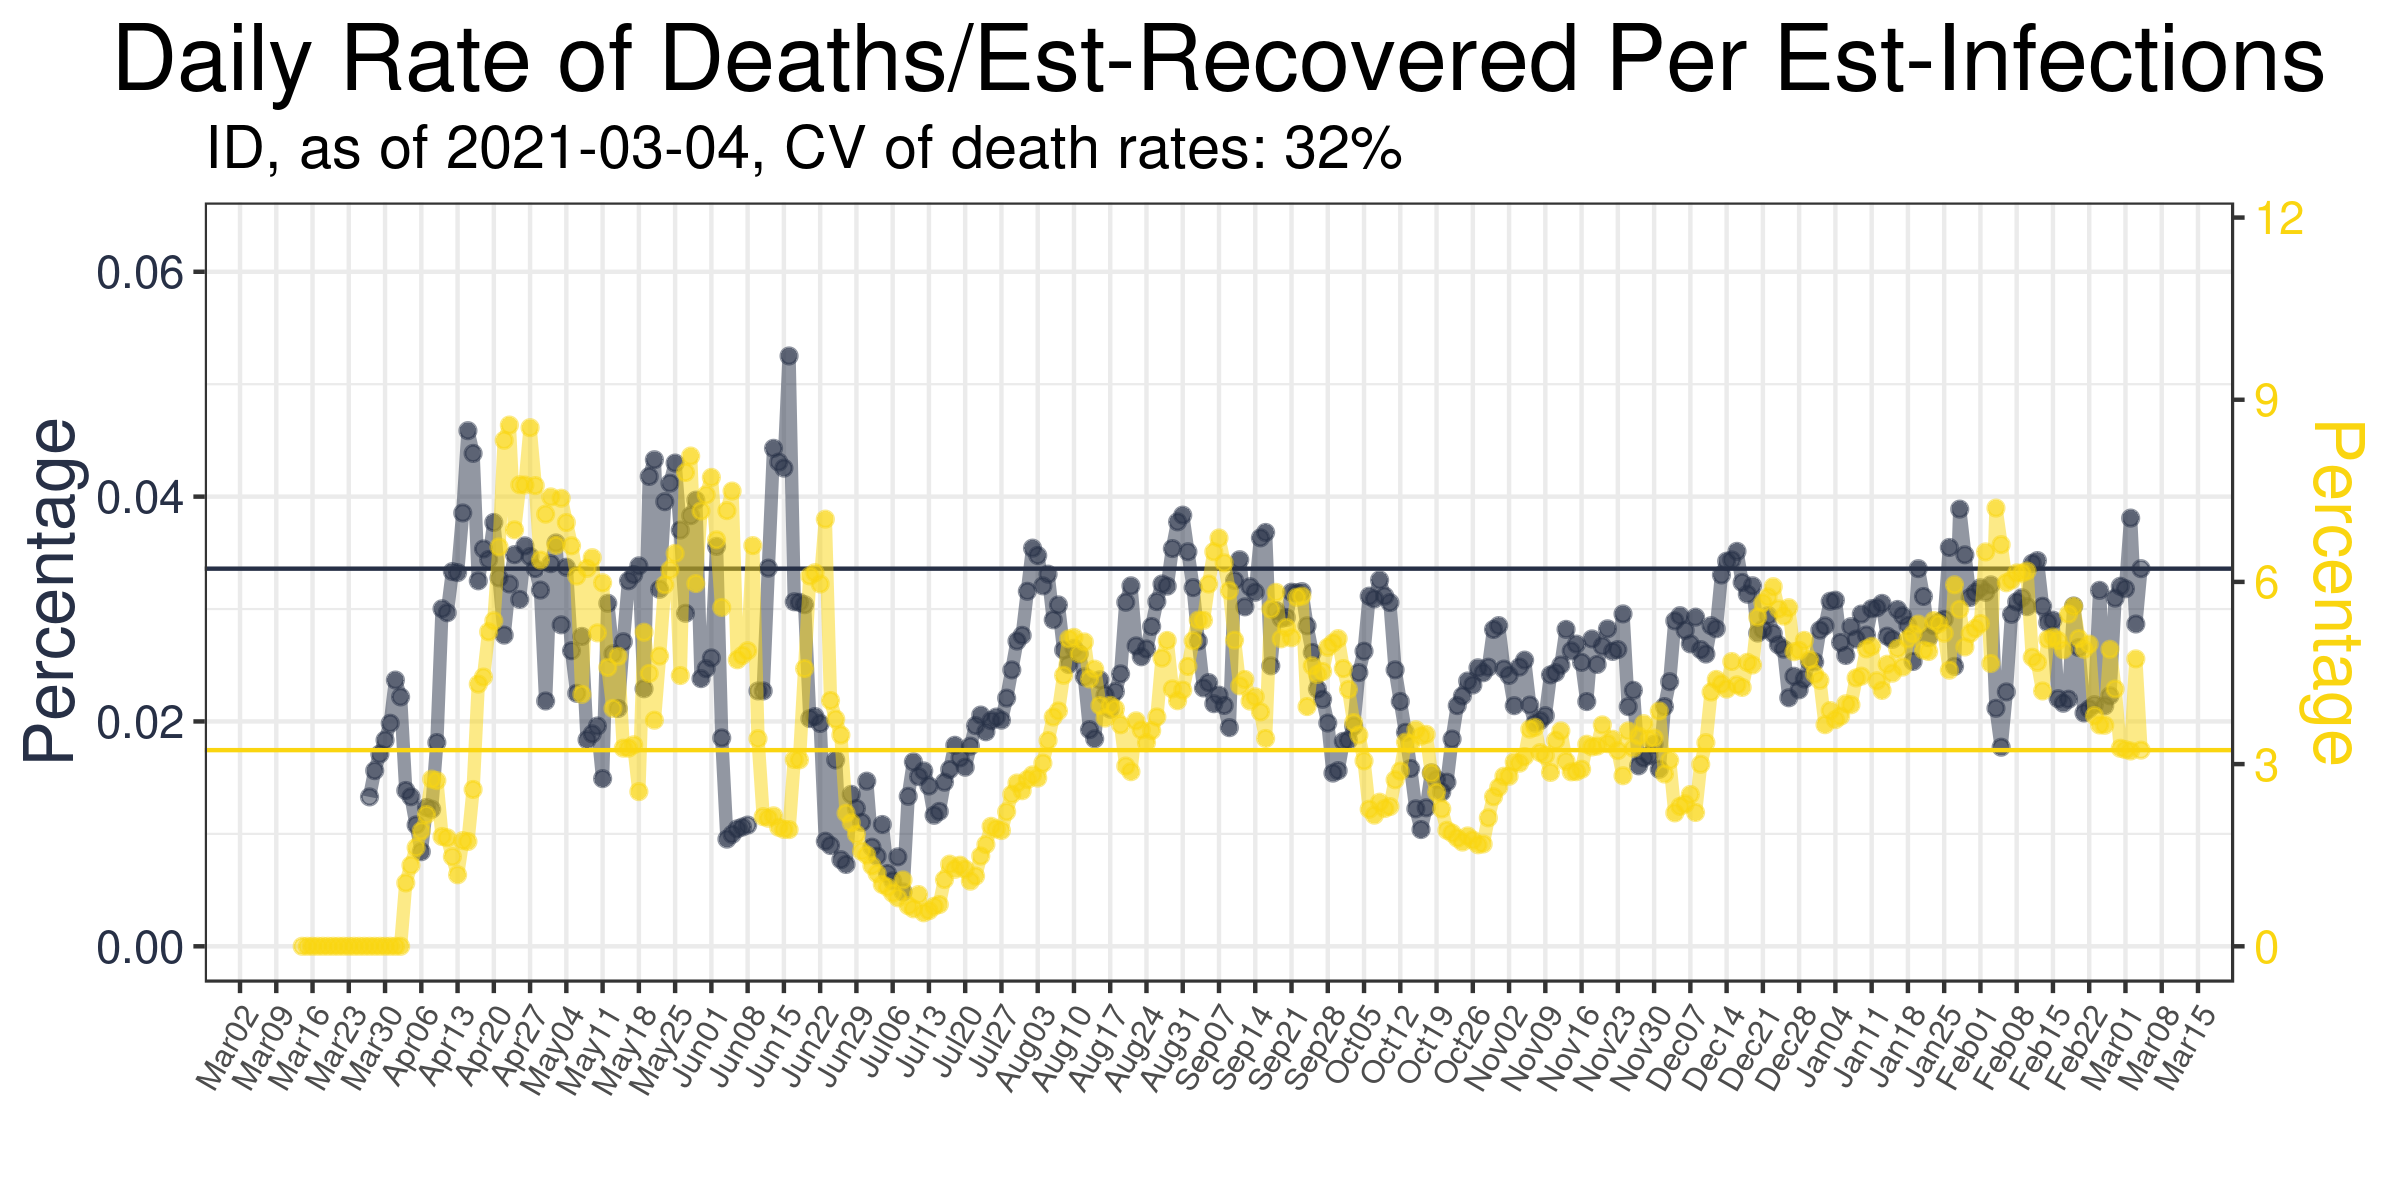 Daily Rate of Deaths/Est-Recovered Per Est-Infections
ID, as of 2021-03-04, CV of death rates: 32%
Percentage
0.06
0.04
0.02
0.00
12
9
6
3
0
Percentage
Mar02 Mar09 Mar16 Mar23 Mar30 Apr06 Apr13 Apr20 Apr27 May04 May11 May18 May25 Jun01 Jun08 Jun15 Jun22 Jun29 Jul06 Jul13 Jul20 Jul27 Aug03 Aug10 Aug17 Aug24 Aug31 Sep07 Sep14 Sep21 Sep28 Oct05 Oct12 Oct19 Oct26 Nov02 Nov09 Nov16 Nov23 Nov30 Dec07 Dec14 Dec21 Dec28 Jan04 Jan11 Jan18 Jan25 Feb01 Feb08 Feb15 Feb22 Mar01 Mar08 Mar15